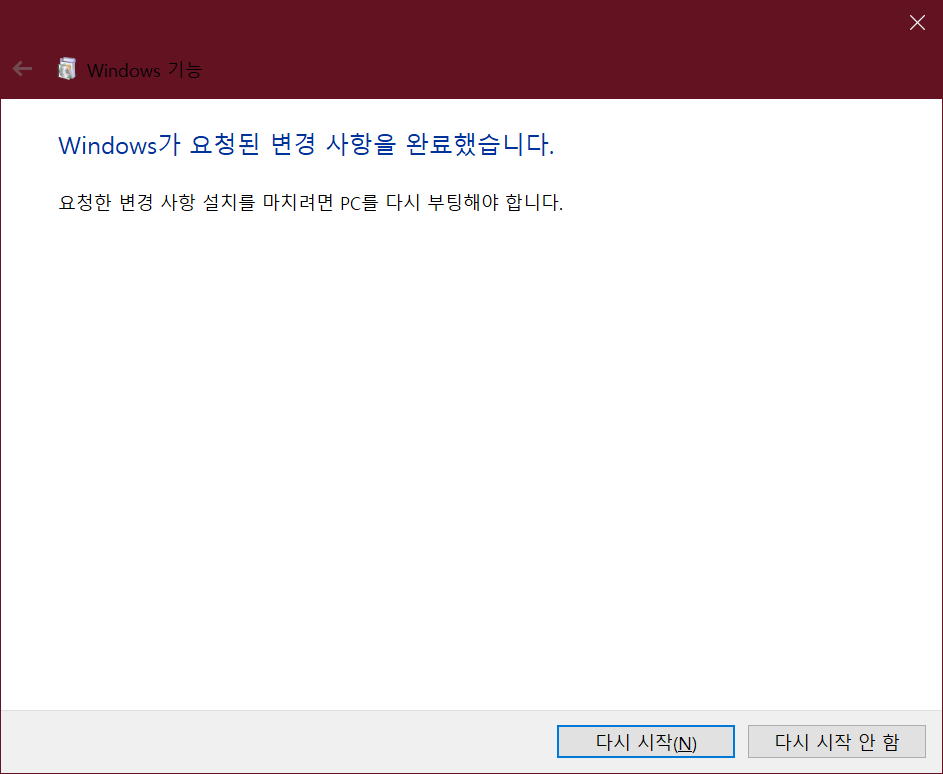 Windows 기능
Windows가 요청된 변경 사항을 완료했습니다.
요청한 변경 사항 설치를 마치려면 PC를 다시 부팅해야 합니다.
다시 시작(N)
다시 시작 안 함